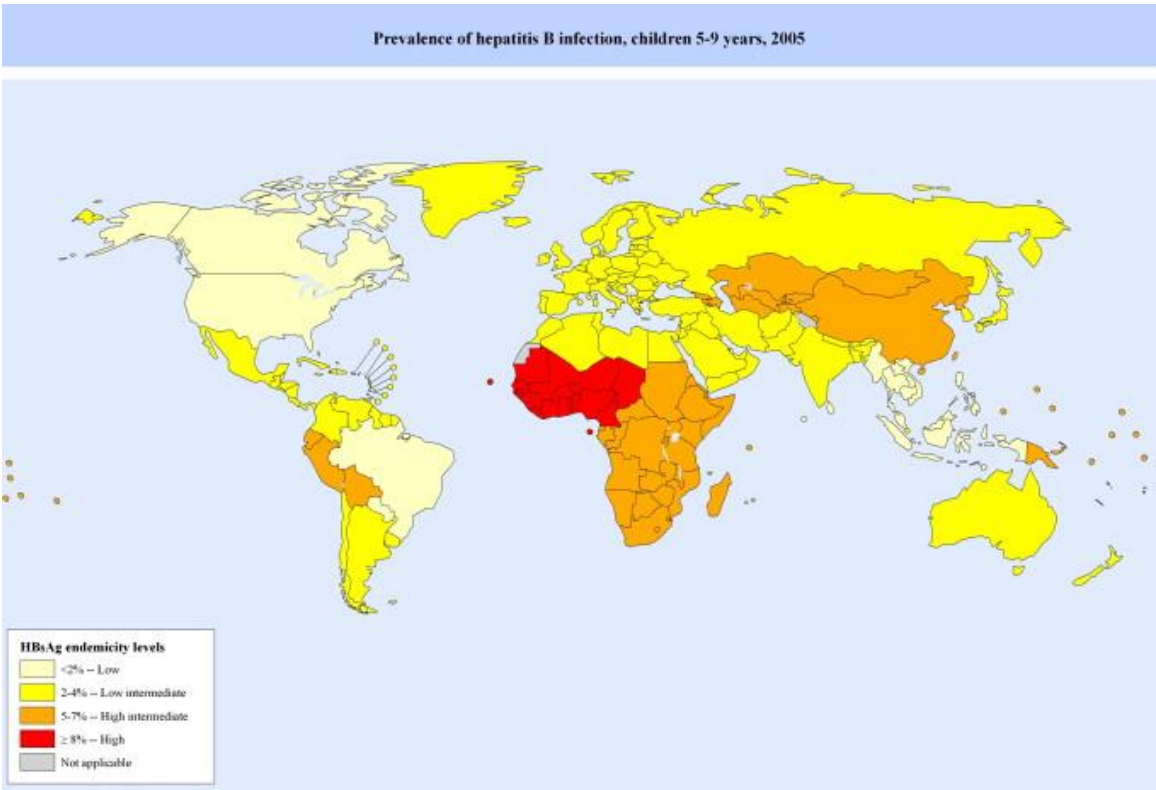 Prevalence of hepatitis B infection, children 5-9 years, 2005
HBsAg endemicity levels
<2% -- Low
2-4% -- Low intermediate
5-7% -- High intermediate
≥ 8% -- High
Not applicable